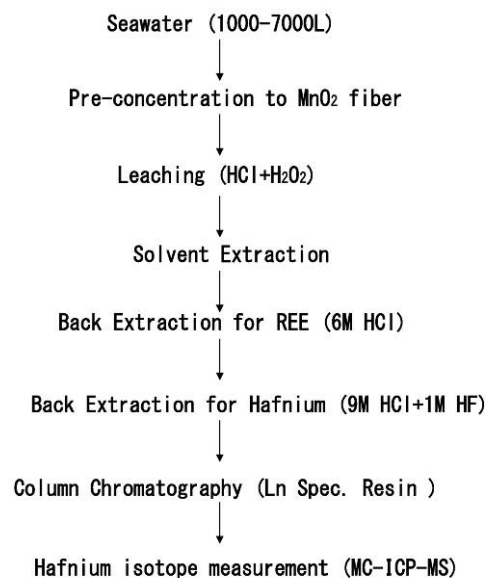 Seawater (1000-7000L)
Pre-concentration to MnO₂ fiber
Leaching (HCl+H₂O₂)
Solvent Extraction
Back Extraction for REE (6M HCl)
Back Extraction for Hafnium (9M HCl+1M HF)
Column Chromatography (Ln Spec. Resin )
Hafnium isotope measurement (MC-ICP-MS)